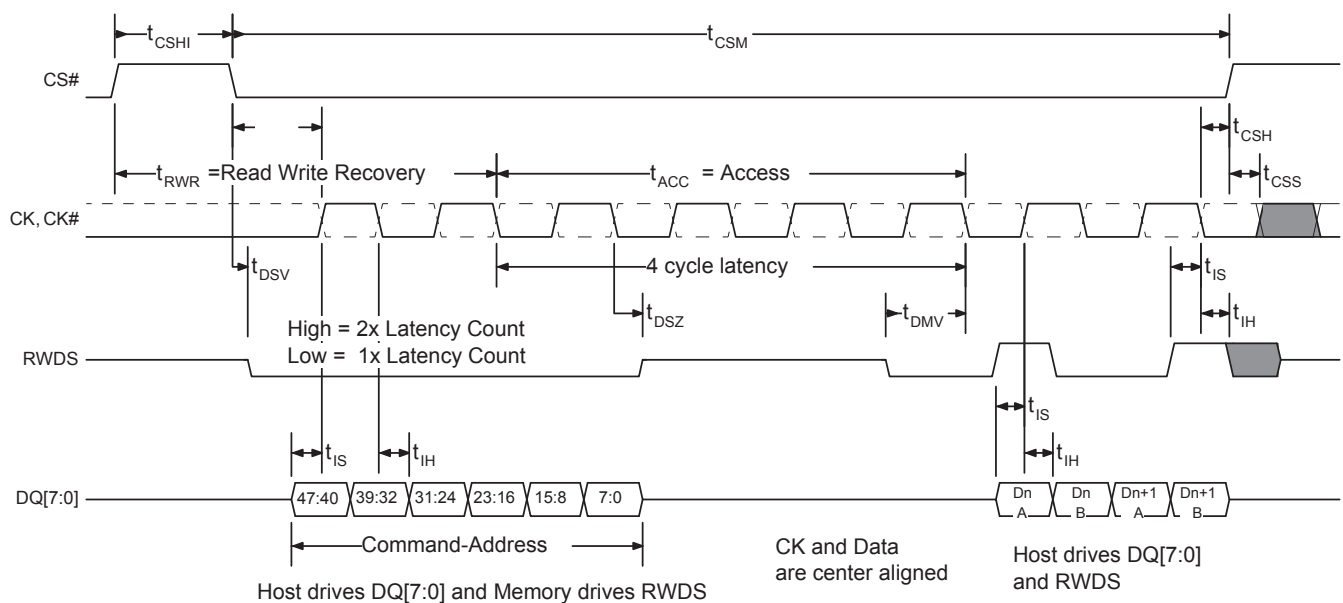 tCSHI
tCSM
CS#
tCSH
tRWR =Read Write Recovery
tACC = Access
tCSS
CK, CK#
tDSV
4 cycle latency
tIS
tDSZ
tDMV
tIH
High = 2x Latency Count
Low = 1x Latency Count
RWDS
tIS
tIS
tIH
tIH
DQ[7:0]
47:40 39:32 31:24 23:16 15:8 7:0
Dn A Dn B Dn+1 A Dn+1 B
Command-Address
CK and Data
are center aligned
Host drives DQ[7:0]
and RWDS
Host drives DQ[7:0] and Memory drives RWDS